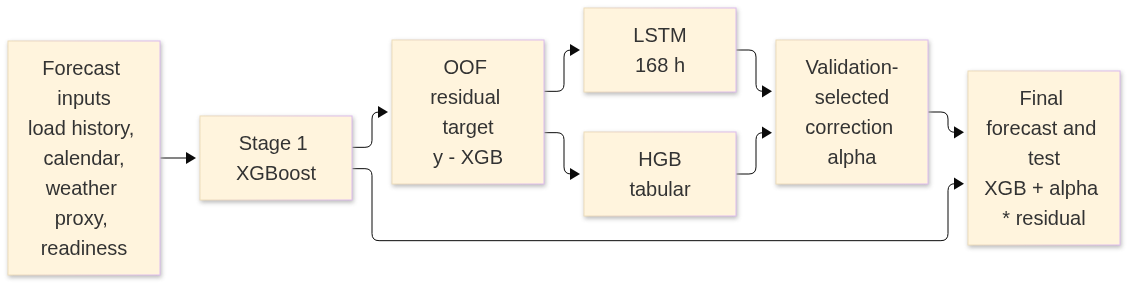 Forecast
inputs
load history,
calendar,
weather
proxy,
readiness
Stage 1
XGBoost
OOF
residual
target
y - XGB
LSTM
168 h
HGB
tabular
Validation-
selected
correction
alpha
Final
forecast and
test
XGB + alpha
* residual